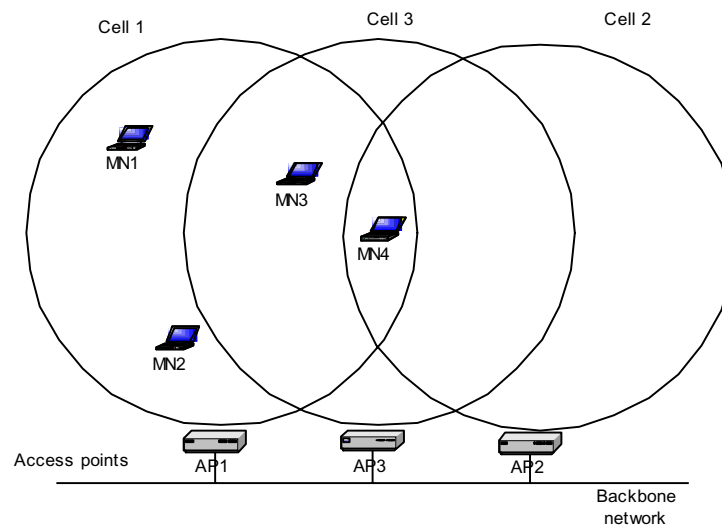 Cell 1
Cell 3
Cell 2
MN1
MN3
MN4
MN2
Access points
AP1
AP3
AP2
Backbone
network